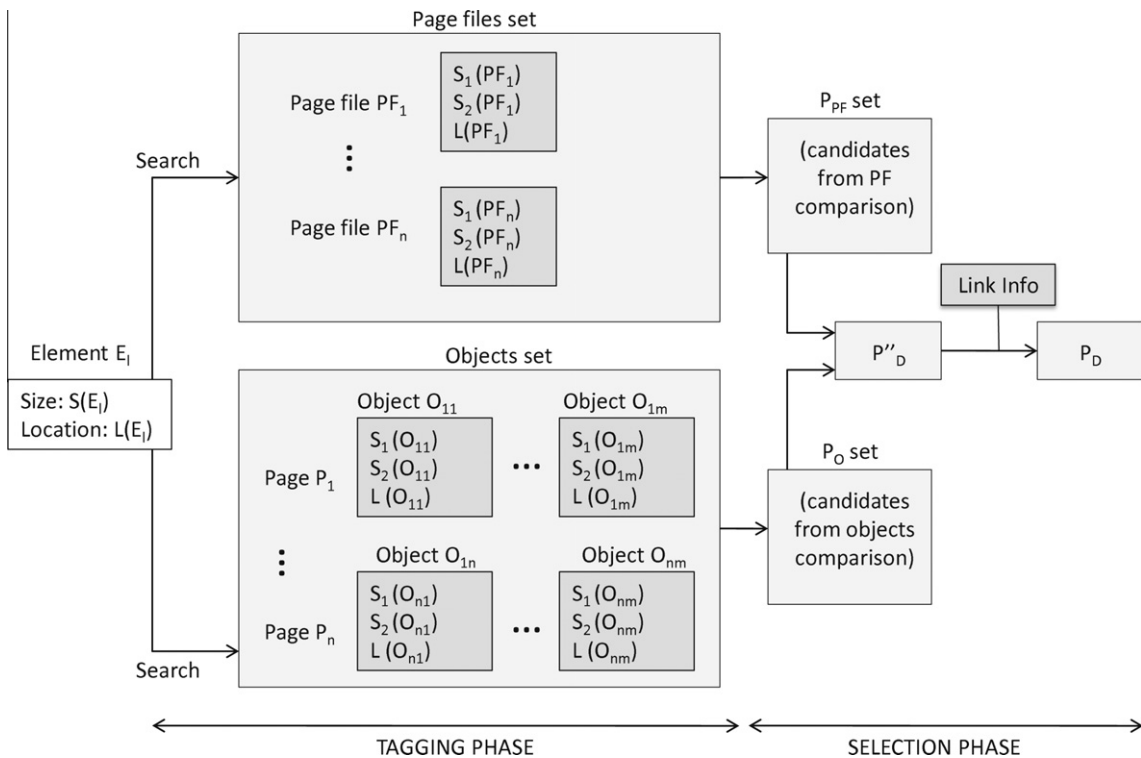 Page files set
Page file PF1
S1 (PF1)
S2 (PF1)
L(PF1)
Search
Page file PFn
S1 (PFn)
S2 (PFn)
L(PFn)
PPF set
(candidates
from PF
comparison)
Link Info
P''D
PD
Element EI
Size: S(EI)
Location: L(EI)
Objects set
Object O11
Object O1m
Page P1
S1 (O11)
S2 (O11)
L (O11)
S1 (O1m)
S2 (O1m)
L (O1m)
Object O1n
Object Onm
Page Pn
S1 (On1)
S2 (On1)
L (On1)
S1 (Onm)
S2 (Onm)
L (Onm)
Search
PO set
(candidates
from objects
comparison)
TAGGING PHASE
SELECTION PHASE